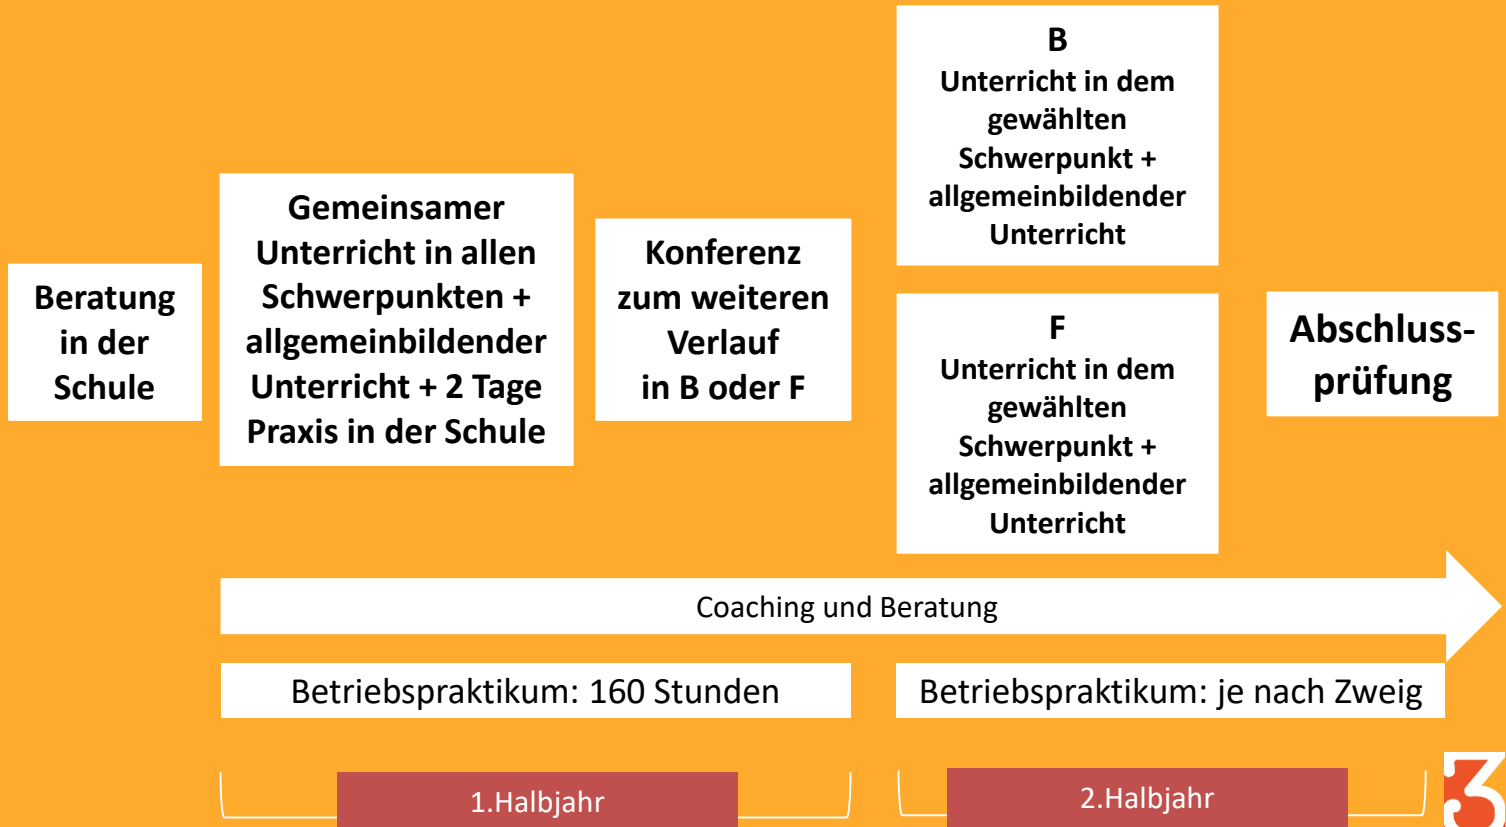 Beratung
in der
Schule
Gemeinsamer
Unterricht in allen
Schwerpunkten +
allgemeinbildender
Unterricht + 2 Tage
Praxis in der Schule
Konferenz
zum weiteren
Verlauf
in B oder F
B
Unterricht in dem
gewählten
Schwerpunkt +
allgemeinbildender
Unterricht
F
Unterricht in dem
gewählten
Schwerpunkt +
allgemeinbildender
Unterricht
Abschluss-
prüfung
Coaching und Beratung
Betriebspraktikum: 160 Stunden
Betriebspraktikum: je nach Zweig
1.Halbjahr
2.Halbjahr
3